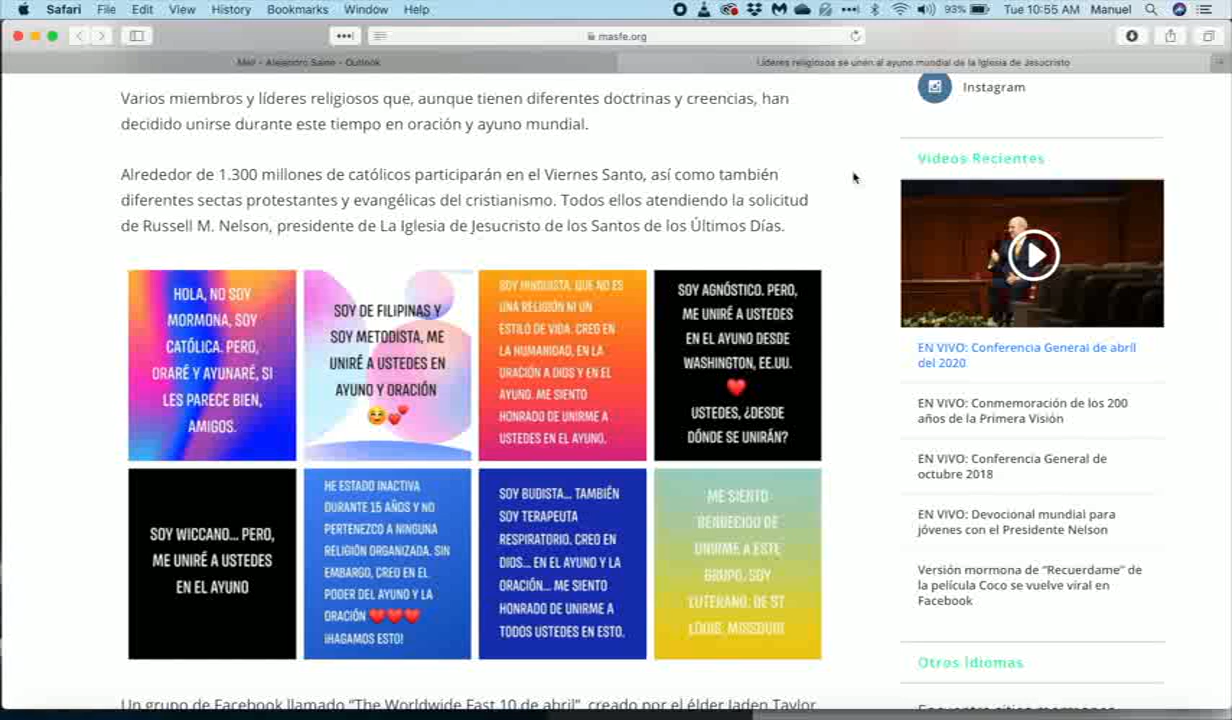 Safari File Edit View History Bookmarks Window Help 93% Tue 10:55 AM Manuel
masfe.org
Mail - Alejandro Saino - Outlook
Líderes religiosos se unen al ayuno mundial de la Iglesia de Jesucristo
Varios miembros y líderes religiosos que, aunque tienen diferentes doctrinas y creencias, han
decidido unirse durante este tiempo en oración y ayuno mundial.
Alrededor de 1.300 millones de católicos participarán en el Viernes Santo, así como también
diferentes sectas protestantes y evangélicas del cristianismo. Todos ellos atendiendo la solicitud
de Russell M. Nelson, presidente de La Iglesia de Jesucristo de los Santos de los Últimos Días.
HOLA, NO SOY
MORMONA, SOY
CATÓLICA. PERO,
ORARÉ Y AYUNARÉ, SI
LES PARECE BIEN,
AMIGOS.
SOY DE FILIPINAS Y
SOY METODISTA, ME
UNIRÉ A USTEDES EN
AYUNO Y ORACIÓN
SOY HINDUISTA, QUE NO ES
UNA RELIGIÓN NI UN
ESTILO DE VIDA. CREO EN
LA HUMANIDAD, EN LA
ORACIÓN A DIOS Y EN EL
AYUNO. ME SIENTO
HONRADO DE UNIRME A
USTEDES EN EL AYUNO.
SOY AGNÓSTICO. PERO,
ME UNIRÉ A USTEDES
EN EL AYUNO DESDE
WASHINGTON, EE.UU.
USTEDES, ¿DESDE
DÓNDE SE UNIRÁN?
SOY WICCANO... PERO,
ME UNIRÉ A USTEDES
EN EL AYUNO
HE ESTADO INACTIVA
DURANTE 15 AÑOS Y NO
PERTENEZCO A NINGUNA
RELIGIÓN ORGANIZADA. SIN
EMBARGO, CREO EN EL
PODER DEL AYUNO Y LA
ORACIÓN
¡HAGAMOS ESTO!
SOY BUDISTA... TAMBIÉN
SOY TERAPEUTA
RESPIRATORIO. CREO EN
DIOS... EN EL AYUNO Y LA
ORACIÓN... ME SIENTO
HONRADO DE UNIRME A
TODOS USTEDES EN ESTO.
ME SIENTO
BENDECIDO DE
UNIRME A ESTE
GRUPO. SOY
LUTERANO. DE ST
LOUIS. MISSOURI
Un grupo de Facebook llamado “The Worldwide Fast 10 de abril”, creado por el élder Jaden Taylor
Instagram
Videos Recientes
EN VIVO: Conferencia General de abril
del 2020
EN VIVO: Conmemoración de los 200
años de la Primera Visión
EN VIVO: Conferencia General de
octubre 2018
EN VIVO: Devocional mundial para
jóvenes con el Presidente Nelson
Versión mormona de “Recuerdame” de
la película Coco se vuelve viral en
Facebook
Otros Idiomas
Encuentra sitios mormones